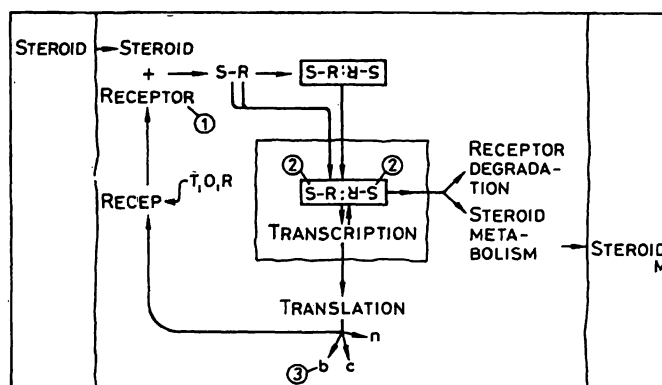 STEROID
STEROID
+
S-R
S-R:R-S
RECEPTOR
1
2
2
S-R:R-S
RECEPTOR
DEGRADA-
TION
T,O,R
RECEP
TRANSCRIPTION
STEROID
META-
BOLISM
STEROID
M
TRANSLATION
n
3
b
c